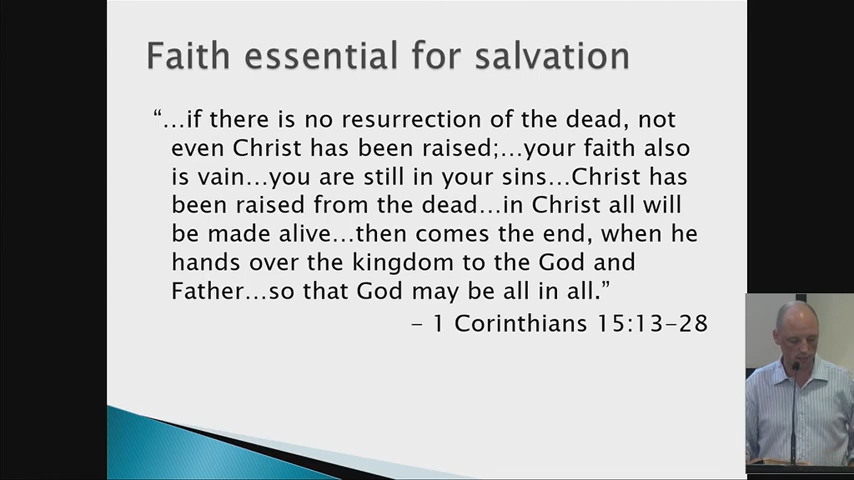 Faith essential for salvation
“…if there is no resurrection of the dead, not
even Christ has been raised;…your faith also
is vain…you are still in your sins…Christ has
been raised from the dead…in Christ all will
be made alive…then comes the end, when he
hands over the kingdom to the God and
Father…so that God may be all in all.”
– 1 Corinthians 15:13–28